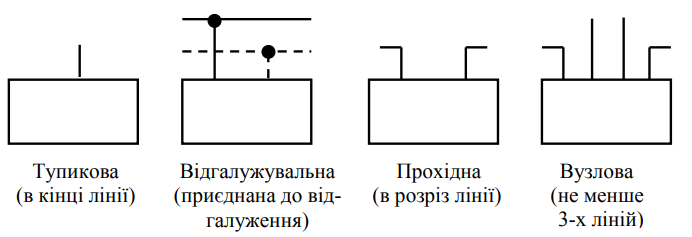 Тупикова
(в кінці лінії)
Відгалужувальна
(приєднана до від-
галуження)
Прохідна
(в розріз лінії)
Вузлова
(не менше
3-х ліній)